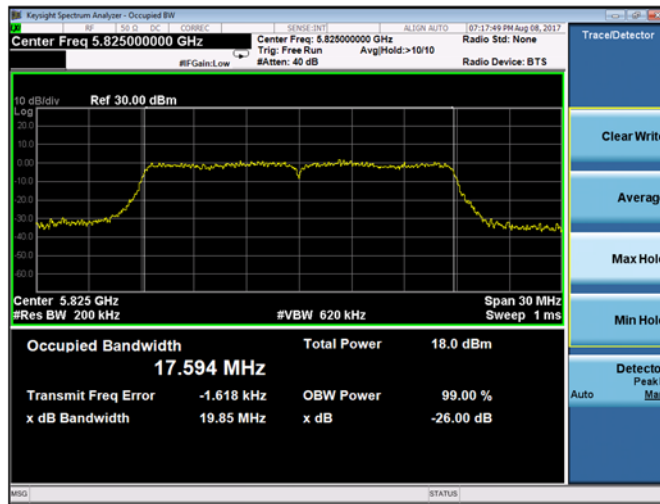 Keysight Spectrum Analyzer - Occupied BW
RF 50 Ω DC CORREC SENSE:INT ALIGN AUTO 07:17:49 PM Aug 08, 2017
Center Freq 5.825000000 GHz
Center Freq: 5.825000000 GHz
Radio Std: None
Trig: Free Run Avg|Hold:>10/10
#IFGain:Low
#Atten: 40 dB
Radio Device: BTS
10 dB/div Ref 30.00 dBm
Log
20.0
10.0
0.00
-10.0
-20.0
-30.0
-40.0
-50.0
-60.0
Center 5.825 GHz
Span 30 MHz
#Res BW 200 kHz
#VBW 620 kHz
Sweep 1 ms
Occupied Bandwidth
17.594 MHz
Total Power 18.0 dBm
Transmit Freq Error -1.618 kHz
OBW Power 99.00 %
x dB Bandwidth 19.85 MHz
x dB -26.00 dB
MSG
STATUS
Trace/Detector
Clear Write
Average
Max Hold
Min Hold
Detector
Peak
Auto Man